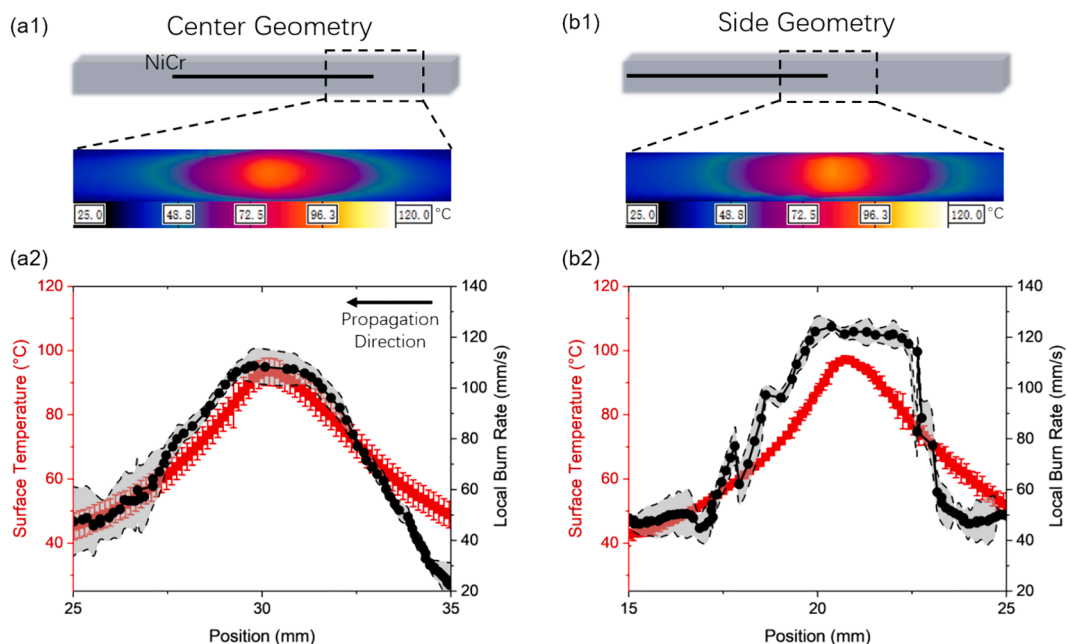 (a1)
Center Geometry
NiCr
25.0 48.8 72.5 96.3 120.0 °C
(b1)
Side Geometry
25.0 48.8 72.5 96.3 120.0 °C
(a2)
120
100
80
60
40
Surface Temperature (°C)
Propagation
Direction
140
120
100
80
60
40
20
Local Burn Rate (mm/s)
25 30 35
Position (mm)
(b2)
120
100
80
60
40
Surface Temperature (°C)
140
120
100
80
60
40
20
Local Burn Rate (mm/s)
15 20 25
Position (mm)